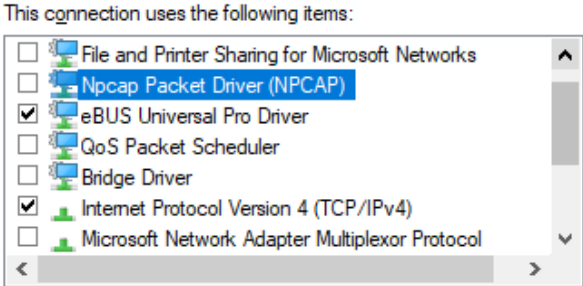 This connection uses the following items:
File and Printer Sharing for Microsoft Networks
Npcap Packet Driver (NPCAP)
eBUS Universal Pro Driver
QoS Packet Scheduler
Bridge Driver
Internet Protocol Version 4 (TCP/IPv4)
Microsoft Network Adapter Multiplexor Protocol